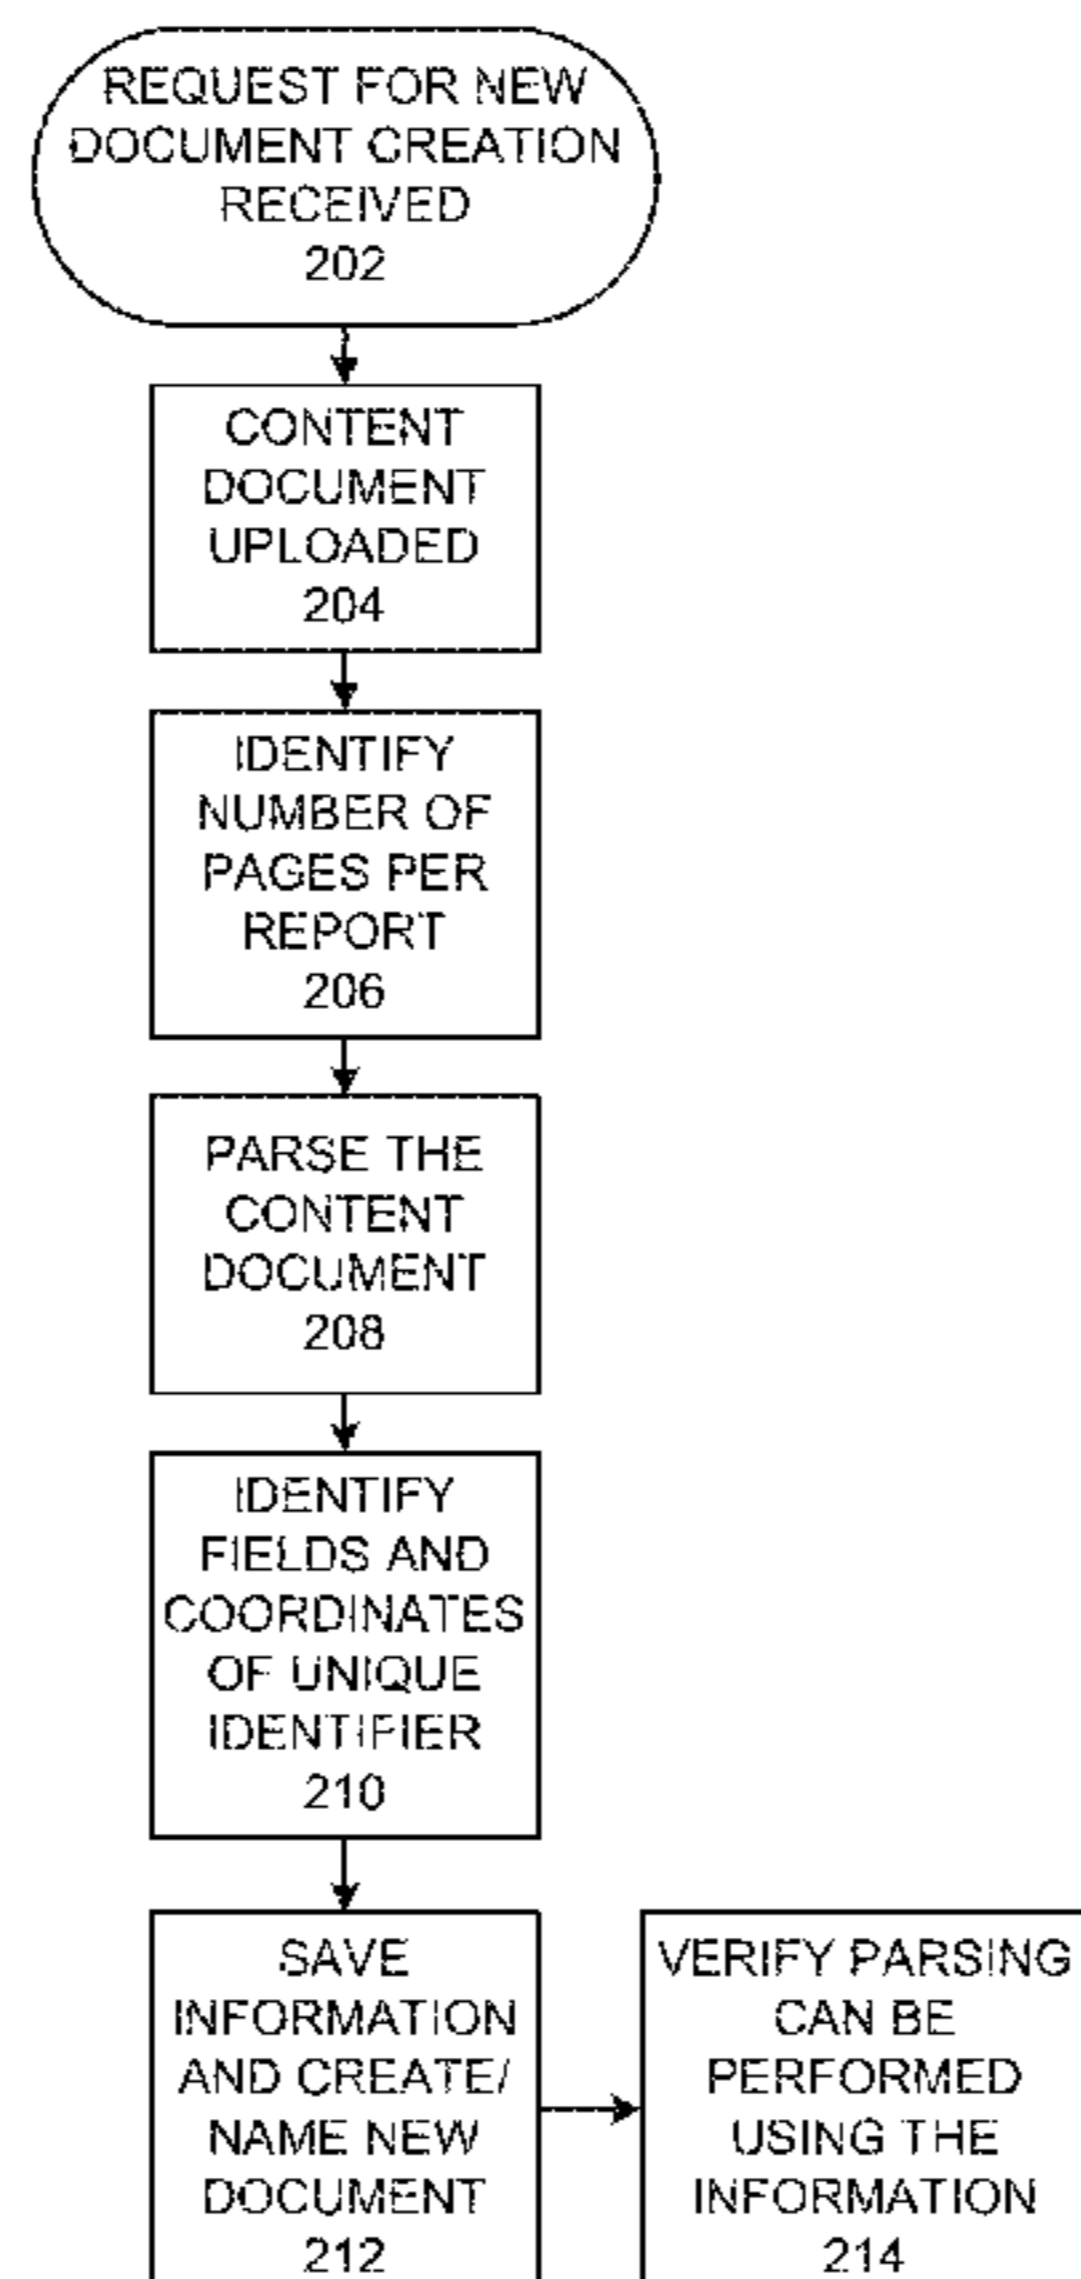 REQUEST FOR NEW
DOCUMENT CREATION
RECEIVED
202
CONTENT
DOCUMENT
UPLOADED
204
IDENTIFY
NUMBER OF
PAGES PER
REPORT
206
PARSE THE
CONTENT
DOCUMENT
208
IDENTIFY
FIELDS AND
COORDINATES
OF UNIQUE
IDENTIFIER
210
SAVE
INFORMATION
AND CREATE/
NAME NEW
DOCUMENT
212
VERIFY PARSING
CAN BE
PERFORMED
USING THE
INFORMATION
214